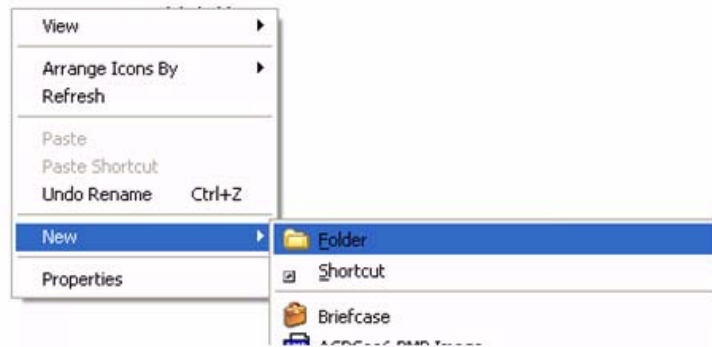 View
Arrange Icons By
Refresh
Paste
Paste Shortcut
Undo Rename Ctrl+Z
New
Folder
Shortcut
Properties
Briefcase